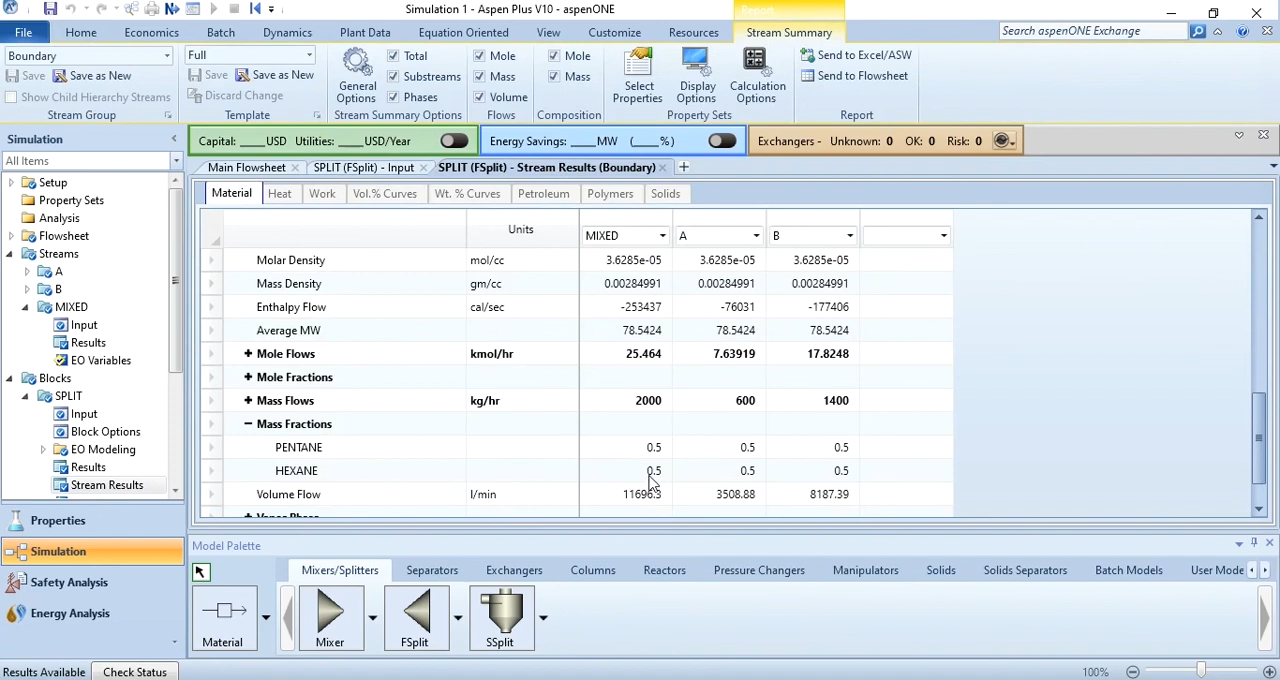 Simulation 1 - Aspen Plus V10 - aspenONE
Report
File Home Economics Batch Dynamics Plant Data Equation Oriented View Customize Resources Stream Summary
Search aspenONE Exchange
Boundary
Save Save as New
Show Child Hierarchy Streams
Stream Group
Full
Save Save as New
Discard Change
Template
General Options
Total
Substreams
Phases
Stream Summary Options
Mole
Mass
Volume
Flows
Mole
Mass
Composition
Select Properties
Display Options
Calculation Options
Property Sets
Send to Excel/ASW
Send to Flowsheet
Report
Simulation
All Items
Capital: ____USD Utilities: ____USD/Year
Energy Savings: ____MW (____%)
Exchangers - Unknown: 0 OK: 0 Risk: 0
Main Flowsheet SPLIT (FSplit) - Input SPLIT (FSplit) - Stream Results (Boundary)
Material Heat Work Vol.% Curves Wt. % Curves Petroleum Polymers Solids
Setup
Property Sets
Analysis
Flowsheet
Streams
A
B
MIXED
Input
Results
EO Variables
Blocks
SPLIT
Input
Block Options
EO Modeling
Results
Stream Results
Properties
Simulation
Safety Analysis
Energy Analysis
Units MIXED A B
Molar Density mol/cc 3.6285e-05 3.6285e-05 3.6285e-05
Mass Density gm/cc 0.00284991 0.00284991 0.00284991
Enthalpy Flow cal/sec -253437 -76031 -177406
Average MW 78.5424 78.5424 78.5424
Mole Flows kmol/hr 25.464 7.63919 17.8248
Mole Fractions
Mass Flows kg/hr 2000 600 1400
Mass Fractions
PENTANE 0.5 0.5 0.5
HEXANE 0.5 0.5 0.5
Volume Flow l/min 3508.88 8187.39
Vapor Phase
Model Palette
Mixers/Splitters Separators Exchangers Columns Reactors Pressure Changers Manipulators Solids Solids Separators Batch Models User Mode
Material Mixer FSplit SSplit
Results Available Check Status
100%